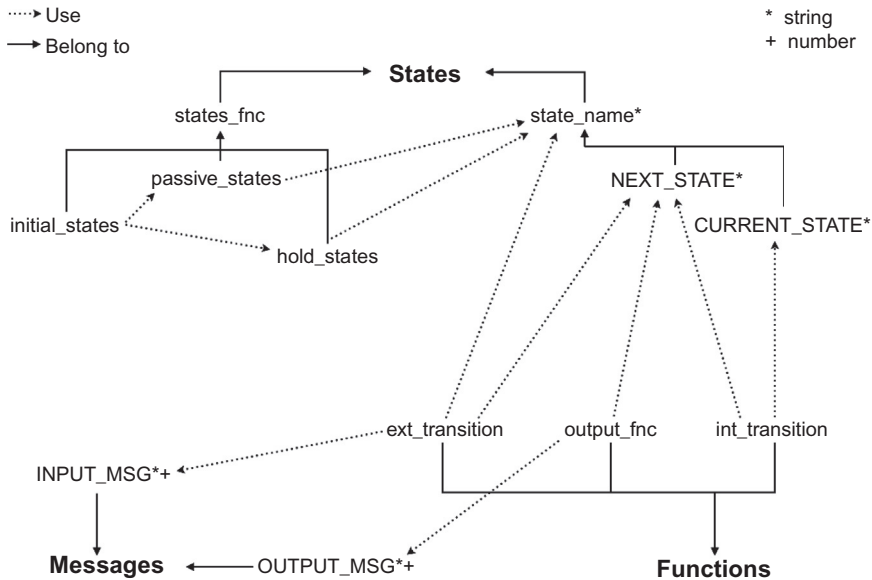 Use
* string
Belong to
+ number
States
states_fnc
state_name*
passive_states
NEXT_STATE*
initial_states
CURRENT_STATE*
hold_states
ext_transition
output_fnc
int_transition
INPUT_MSG*+
Messages
OUTPUT_MSG*+
Functions